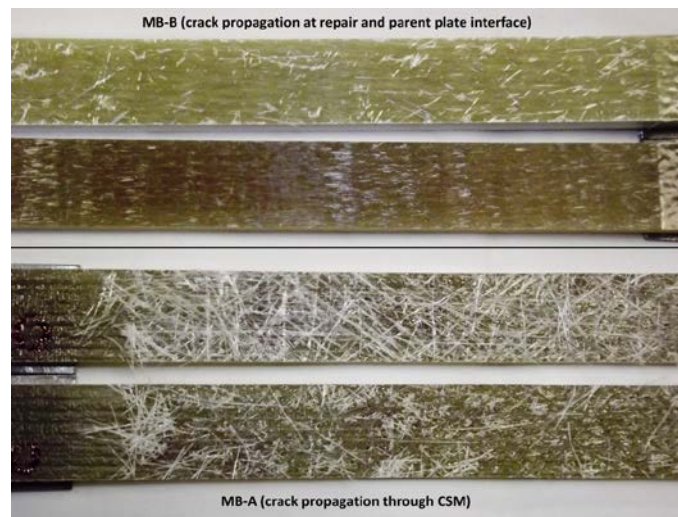 MB-B (crack propagation at repair and parent plate interface)
MB-A (crack propagation through CSM)